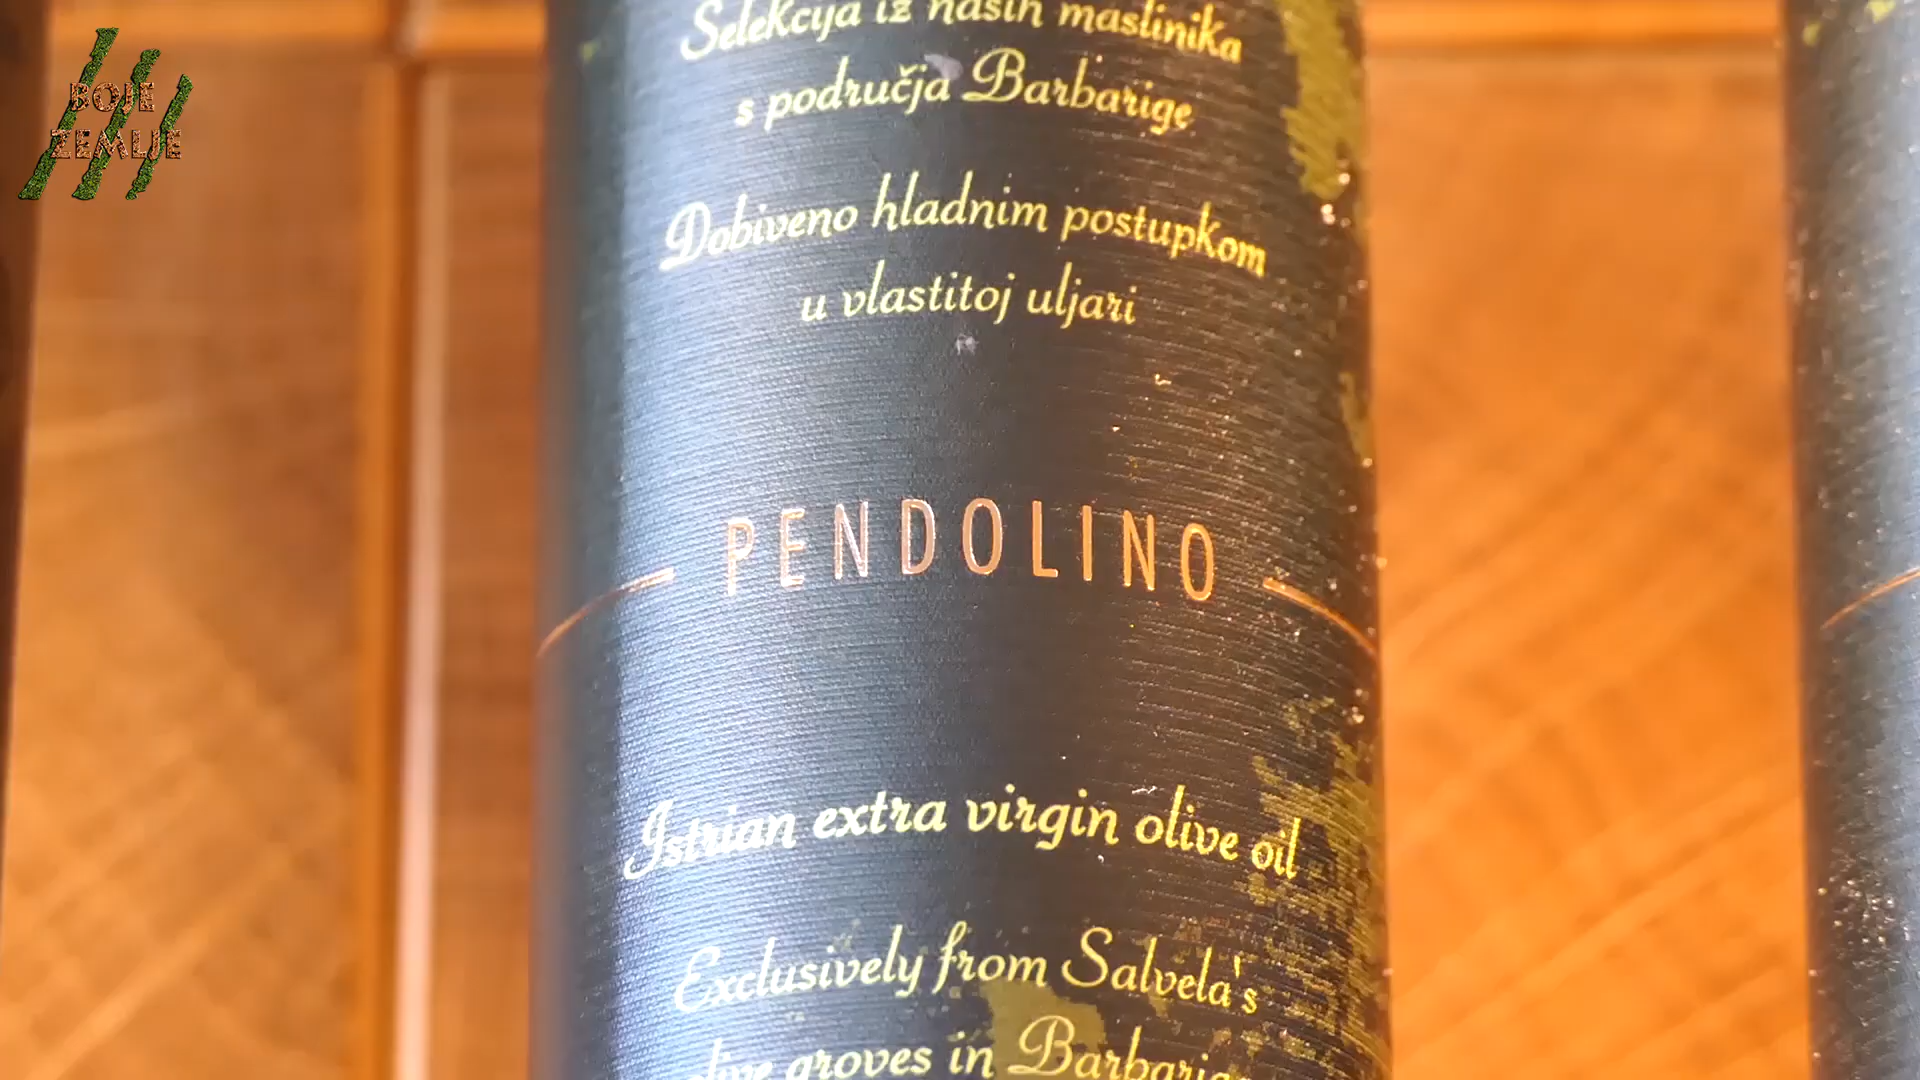 BOJE
ZEMLJE
Selekcija iz naših maslinika
s područja Barbarige
Dobiveno hladnim postupkom
u vlastitoj uljari
PENDOLINO
Istrian extra virgin olive oil
Exclusively from Salvela's
olive groves in